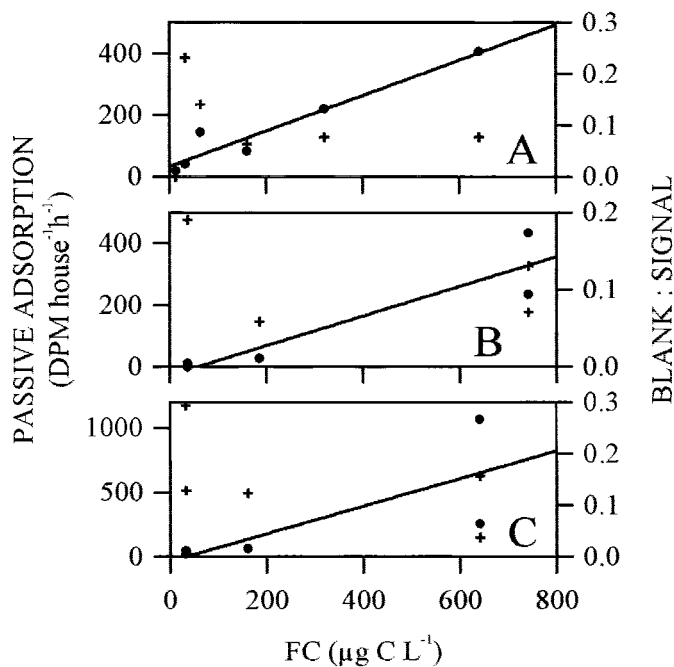 PASSIVE ADSORPTION
(DPM house⁻¹h⁻¹)
400
200
0
A
0.3
0.2
0.1
0.0
400
200
0
B
0.2
0.1
0.0
1000
500
0
C
0.3
0.2
0.1
0.0
BLANK : SIGNAL
0 200 400 600 800
FC (µg C L⁻¹)